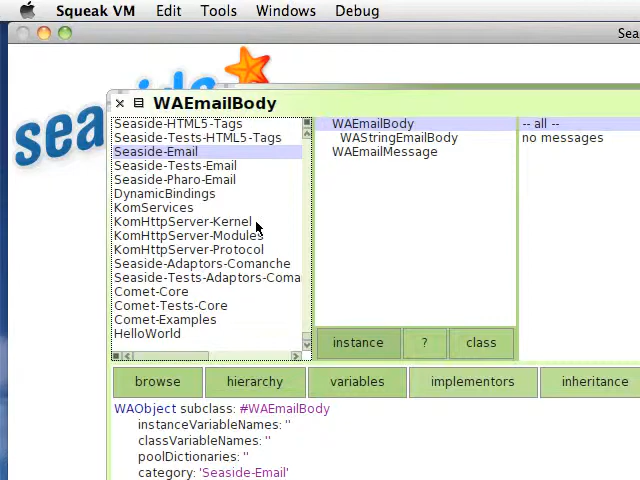 Squeak VM Edit Tools Windows Debug
Sea
seaside
WAEmailBody
Seaside-HTML5-Tags
Seaside-Tests-HTML5-Tags
Seaside-Email
Seaside-Tests-Email
Seaside-Pharo-Email
DynamicBindings
KomServices
KomHttpServer-Kernel
KomHttpServer-Modules
KomHttpServer-Protocol
Seaside-Adaptors-Comanche
Seaside-Tests-Adaptors-Coma
Comet-Core
Comet-Tests-Core
Comet-Examples
HelloWorld
WAEmailBody
WAStringEmailBody
WAEmailMessage
instance ? class
-- all --
no messages
browse hierarchy variables implementors inheritance
WAObject subclass: #WAEmailBody
instanceVariableNames: ''
classVariableNames: ''
poolDictionaries: ''
category: 'Seaside-Email'